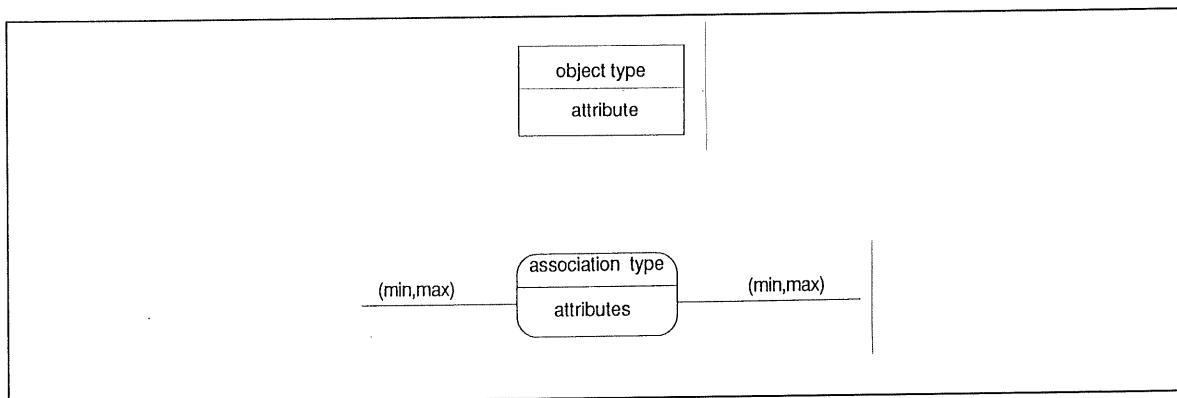 object type
attribute
association type
(min,max)
(min,max)
attributes